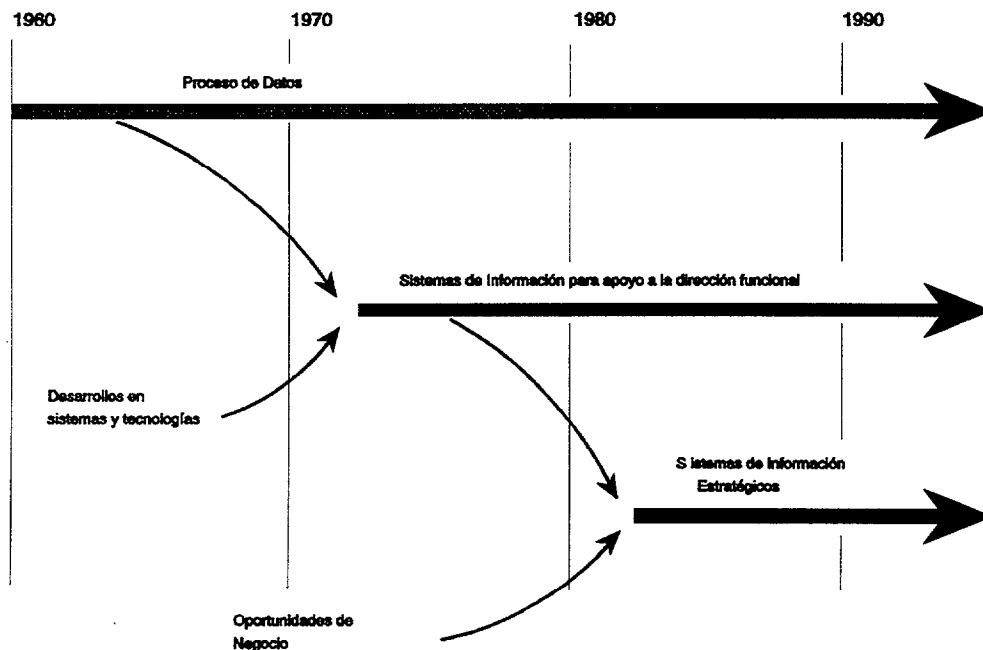 1960 1970 1980 1990
Proceso de Datos
Sistemas de Información para apoyo a la dirección funcional
Desarrollos en
sistemas y tecnologías
S istemas de Información
Estratégicos
Oportunidades de
Negocio